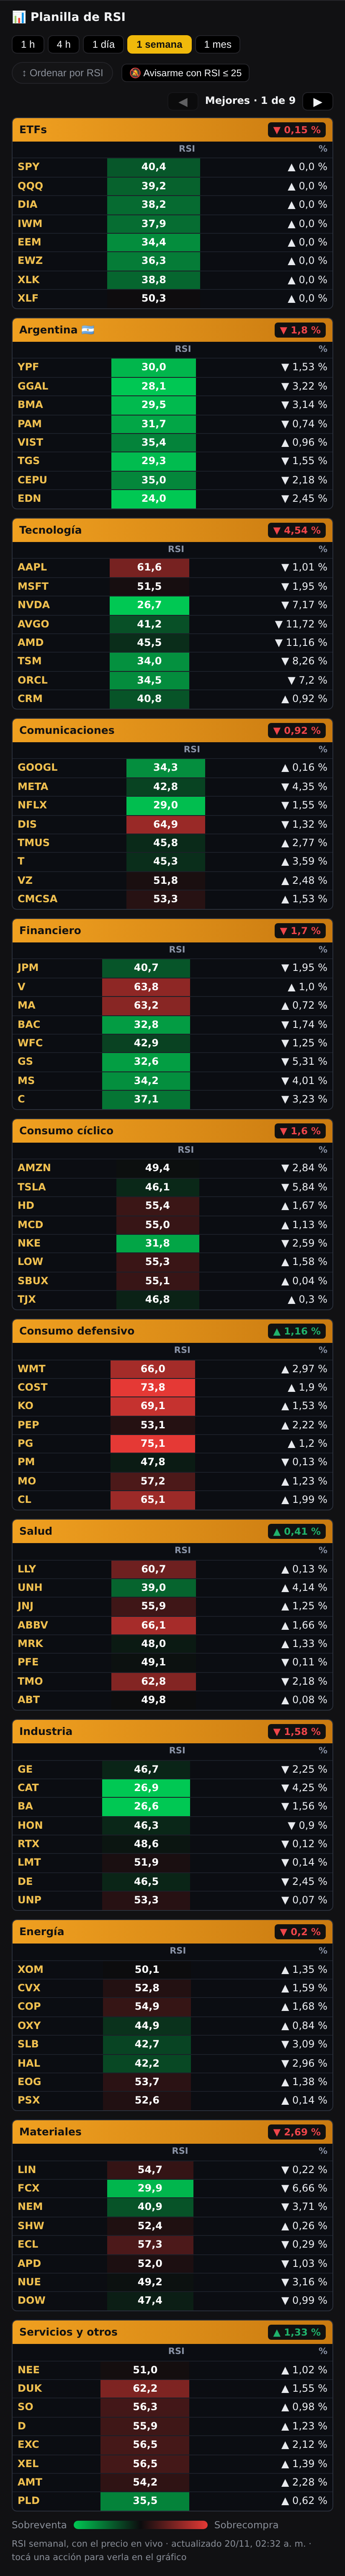 📊 Planilla de RSI
1 h 4 h 1 día 1 semana 1 mes
↕ Ordenar por RSI 🔕 Avisarme con RSI ≤ 25
◀ Mejores · 1 de 9 ▶
ETFs ▼ 0,15 %
RSI %
SPY 40,4 ▲ 0,0 %
QQQ 39,2 ▲ 0,0 %
DIA 38,2 ▲ 0,0 %
IWM 37,9 ▲ 0,0 %
EEM 34,4 ▲ 0,0 %
EWZ 36,3 ▲ 0,0 %
XLK 38,8 ▲ 0,0 %
XLF 50,3 ▲ 0,0 %
Argentina 🇦🇷 ▼ 1,8 %
RSI %
YPF 30,0 ▼ 1,53 %
GGAL 28,1 ▼ 3,22 %
BMA 29,5 ▼ 3,14 %
PAM 31,7 ▼ 0,74 %
VIST 35,4 ▲ 0,96 %
TGS 29,3 ▼ 1,55 %
CEPU 35,0 ▼ 2,18 %
EDN 24,0 ▼ 2,45 %
Tecnología ▼ 4,54 %
RSI %
AAPL 61,6 ▼ 1,01 %
MSFT 51,5 ▼ 1,95 %
NVDA 26,7 ▼ 7,17 %
AVGO 41,2 ▼ 11,72 %
AMD 45,5 ▼ 11,16 %
TSM 34,0 ▼ 8,26 %
ORCL 34,5 ▼ 7,2 %
CRM 40,8 ▲ 0,92 %
Comunicaciones ▼ 0,92 %
RSI %
GOOGL 34,3 ▲ 0,16 %
META 42,8 ▼ 4,35 %
NFLX 29,0 ▼ 1,55 %
DIS 64,9 ▼ 1,32 %
TMUS 45,8 ▲ 2,77 %
T 45,3 ▲ 3,59 %
VZ 51,8 ▲ 2,48 %
CMCSA 53,3 ▲ 1,53 %
Financiero ▼ 1,7 %
RSI %
JPM 40,7 ▼ 1,95 %
V 63,8 ▲ 1,0 %
MA 63,2 ▲ 0,72 %
BAC 32,8 ▼ 1,74 %
WFC 42,9 ▼ 1,25 %
GS 32,6 ▼ 5,31 %
MS 34,2 ▼ 4,01 %
C 37,1 ▼ 3,23 %
Consumo cíclico ▼ 1,6 %
RSI %
AMZN 49,4 ▼ 2,84 %
TSLA 46,1 ▼ 5,84 %
HD 55,4 ▲ 1,67 %
MCD 55,0 ▲ 1,13 %
NKE 31,8 ▼ 2,59 %
LOW 55,3 ▲ 1,58 %
SBUX 55,1 ▲ 0,04 %
TJX 46,8 ▲ 0,3 %
Consumo defensivo ▲ 1,16 %
RSI %
WMT 66,0 ▲ 2,97 %
COST 73,8 ▲ 1,9 %
KO 69,1 ▲ 1,53 %
PEP 53,1 ▲ 2,22 %
PG 75,1 ▲ 1,2 %
PM 47,8 ▼ 0,13 %
MO 57,2 ▲ 1,23 %
CL 65,1 ▲ 1,99 %
Salud ▲ 0,41 %
RSI %
LLY 60,7 ▲ 0,13 %
UNH 39,0 ▲ 4,14 %
JNJ 55,9 ▲ 1,25 %
ABBV 66,1 ▲ 1,66 %
MRK 48,0 ▲ 1,33 %
PFE 49,1 ▼ 0,11 %
TMO 62,8 ▼ 2,18 %
ABT 49,8 ▲ 0,08 %
Industria ▼ 1,58 %
RSI %
GE 46,7 ▼ 2,25 %
CAT 26,9 ▼ 4,25 %
BA 26,6 ▼ 1,56 %
HON 46,3 ▼ 0,9 %
RTX 48,6 ▼ 0,12 %
LMT 51,9 ▼ 0,14 %
DE 46,5 ▼ 2,45 %
UNP 53,3 ▼ 0,07 %
Energía ▼ 0,2 %
RSI %
XOM 50,1 ▲ 1,35 %
CVX 52,8 ▲ 1,59 %
COP 54,9 ▲ 1,68 %
OXY 44,9 ▲ 0,84 %
SLB 42,7 ▼ 3,09 %
HAL 42,2 ▼ 2,96 %
EOG 53,7 ▲ 1,38 %
PSX 52,6 ▲ 0,14 %
Materiales ▼ 2,69 %
RSI %
LIN 54,7 ▼ 0,22 %
FCX 29,9 ▼ 6,66 %
NEM 40,9 ▼ 3,71 %
SHW 52,4 ▲ 0,26 %
ECL 57,3 ▼ 0,29 %
APD 52,0 ▼ 1,03 %
NUE 49,2 ▼ 3,16 %
DOW 47,4 ▼ 0,99 %
Servicios y otros ▲ 1,33 %
RSI %
NEE 51,0 ▲ 1,02 %
DUK 62,2 ▲ 1,55 %
SO 56,3 ▲ 0,98 %
D 55,9 ▲ 1,23 %
EXC 56,5 ▲ 2,12 %
XEL 56,5 ▲ 1,39 %
AMT 54,2 ▲ 2,28 %
PLD 35,5 ▲ 0,62 %
Sobreventa Sobrecompra
RSI semanal, con el precio en vivo · actualizado 20/11, 02:32 a. m. ·
tocá una acción para verla en el gráfico